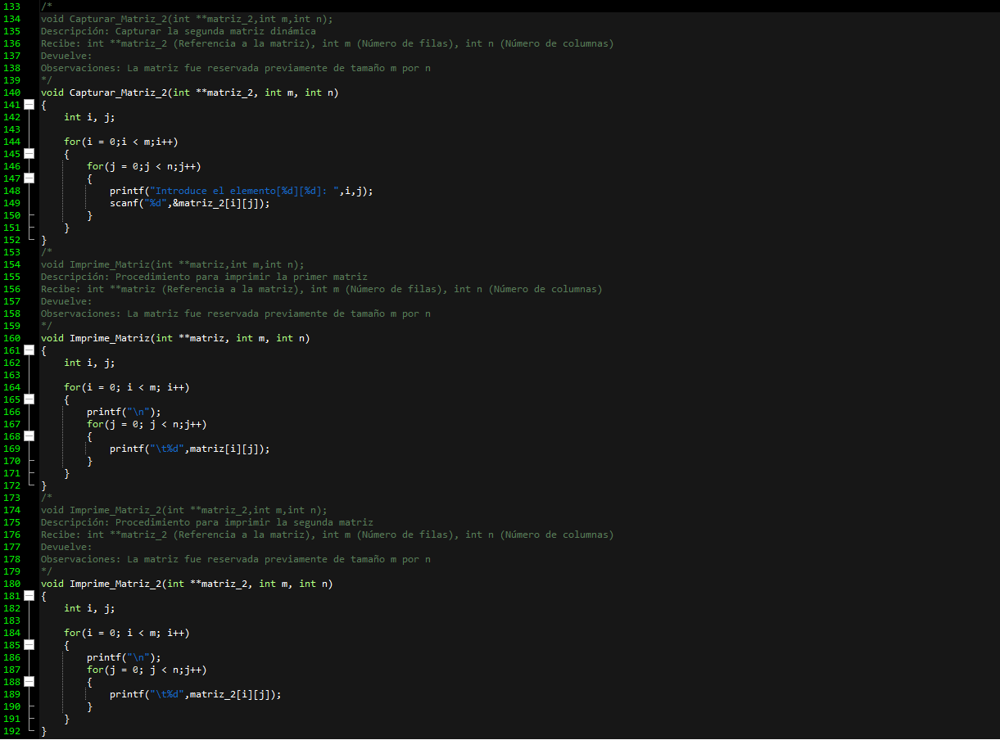 133 /*
134 void Capturar_Matriz_2(int **matriz_2,int m,int n);
135 Descripción: Capturar la segunda matriz dinámica
136 Recibe: int **matriz_2 (Referencia a la matriz), int m (Número de filas), int n (Número de columnas)
137 Devuelve:
138 Observaciones: La matriz fue reservada previamente de tamaño m por n
139 */
140 void Capturar_Matriz_2(int **matriz_2, int m, int n)
141 {
142     int i, j;
143
144     for(i = 0;i < m;i++)
145     {
146         for(j = 0;j < n;j++)
147         {
148             printf("Introduce el elemento[%d][%d]: ",i,j);
149             scanf("%d",&matriz_2[i][j]);
150         }
151     }
152 }
153 /*
154 void Imprime_Matriz(int **matriz,int m,int n);
155 Descripción: Procedimiento para imprimir la primer matriz
156 Recibe: int **matriz (Referencia a la matriz), int m (Número de filas), int n (Número de columnas)
157 Devuelve:
158 Observaciones: La matriz fue reservada previamente de tamaño m por n
159 */
160 void Imprime_Matriz(int **matriz, int m, int n)
161 {
162     int i, j;
163
164     for(i = 0; i < m; i++)
165     {
166         printf("\n");
167         for(j = 0; j < n;j++)
168         {
169             printf("\t%d",matriz[i][j]);
170         }
171     }
172 }
173 /*
174 void Imprime_Matriz_2(int **matriz_2,int m,int n);
175 Descripción: Procedimiento para imprimir la segunda matriz
176 Recibe: int **matriz_2 (Referencia a la matriz), int m (Número de filas), int n (Número de columnas)
177 Devuelve:
178 Observaciones: La matriz fue reservada previamente de tamaño m por n
179 */
180 void Imprime_Matriz_2(int **matriz_2, int m, int n)
181 {
182     int i, j;
183
184     for(i = 0; i < m; i++)
185     {
186         printf("\n");
187         for(j = 0; j < n;j++)
188         {
189             printf("\t%d",matriz_2[i][j]);
190         }
191     }
192 }